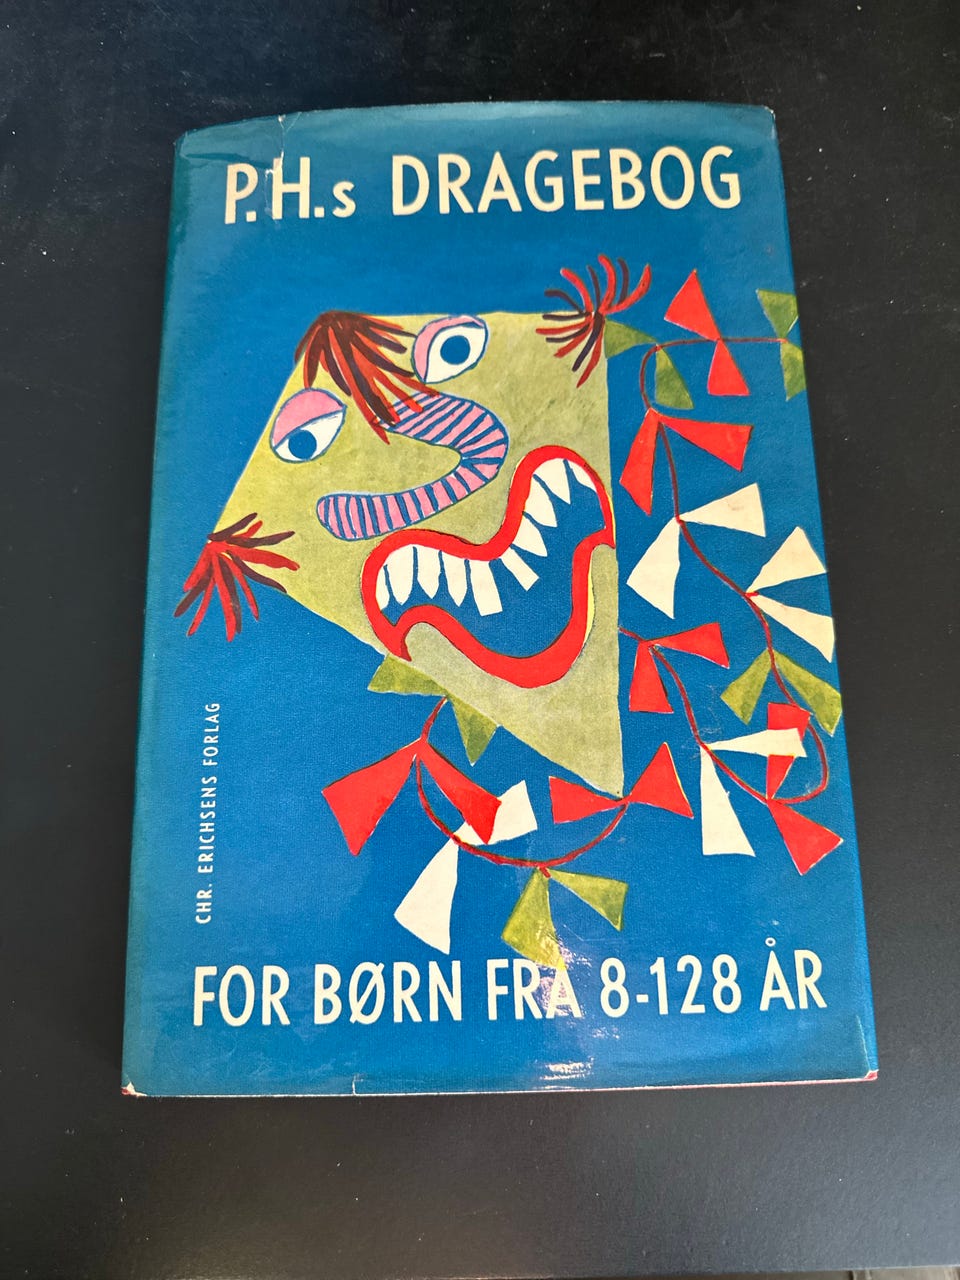 P.H.s DRAGEBOG
CHR. ERICHSENS FORLAG
FOR BØRN FRA 8-128 ÅR